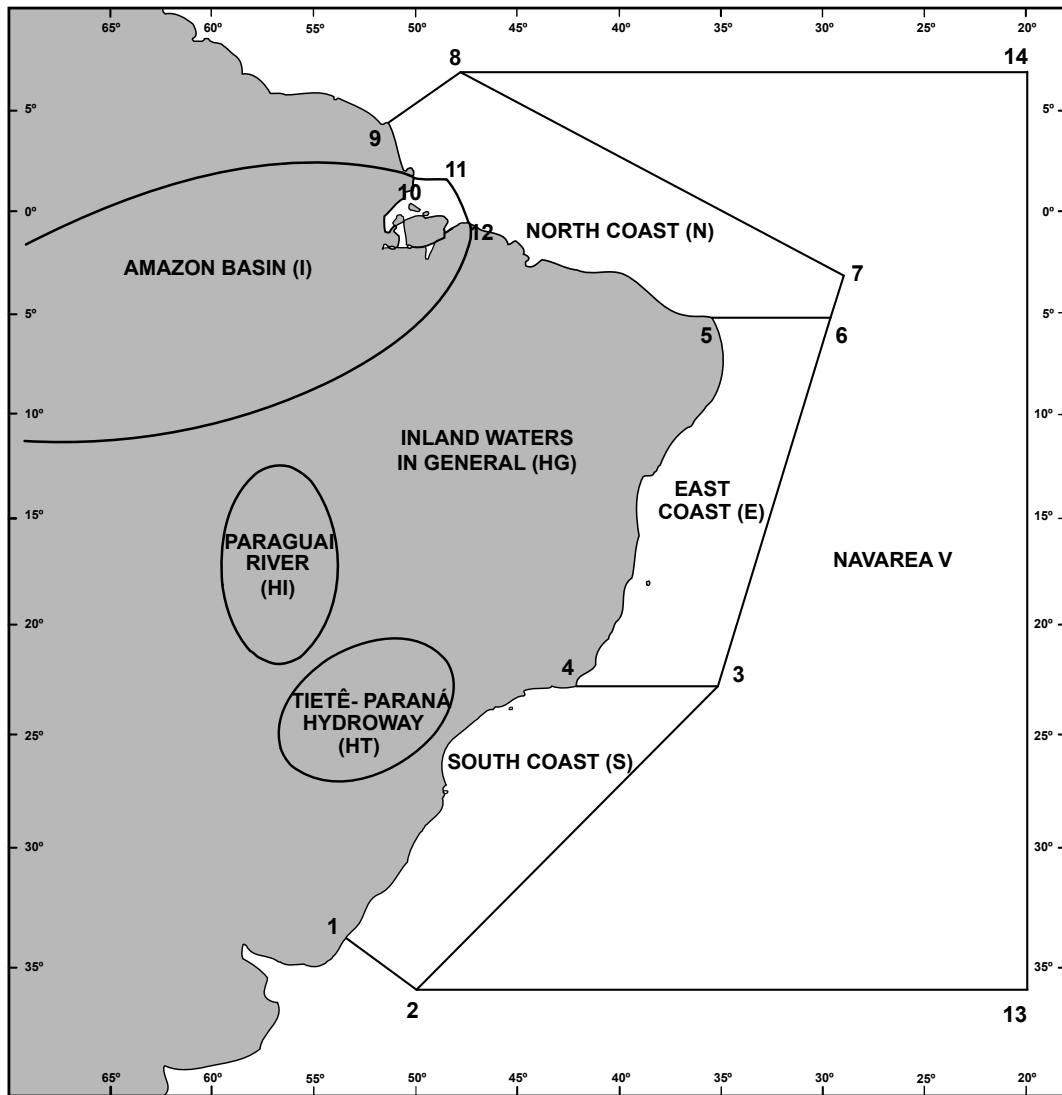 65º 60º 55º 50º 45º 40º 35º 30º 25º 20º
8 14
5º 5º
9
11
10
0º 0º
12 NORTH COAST (N)
AMAZON BASIN (I)
7
5º 5º
5 6
10º 10º
INLAND WATERS
IN GENERAL (HG)
EAST
COAST (E)
15º 15º
PARAGUAI
RIVER
(HI)
NAVAREA V
20º 20º
4 3
TIETÊ- PARANÁ
HYDROWAY
(HT)
25º 25º
SOUTH COAST (S)
30º 30º
1
35º 35º
2 13
65º 60º 55º 50º 45º 40º 35º 30º 25º 20º